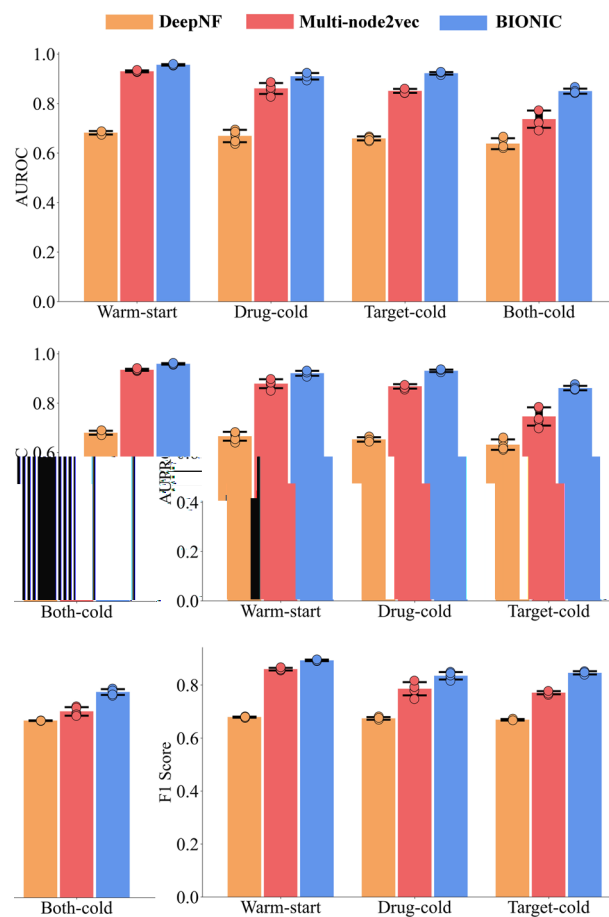 DeepNF Multi-node2vec BIONIC
1.0
0.8
0.6
0.4
0.2
0.0
AUROC
Warm-start Drug-cold Target-cold Both-cold
1.0
0.8
0.6
C
0.4
0.2
0.0
Both-cold Warm-start Drug-cold Target-cold
0.8
0.6
0.4
0.2
0.0
F1 Score
Both-cold Warm-start Drug-cold Target-cold